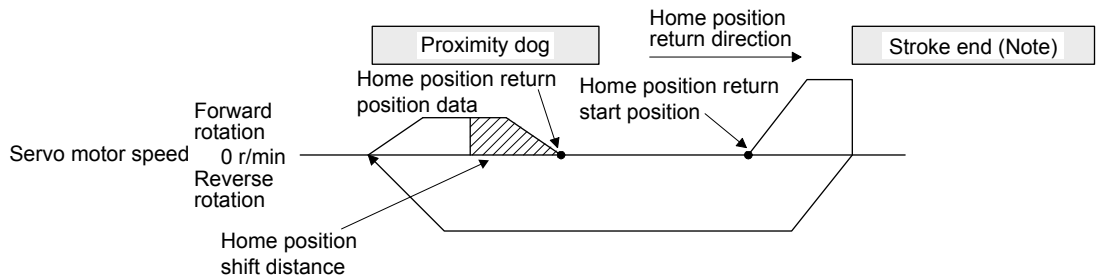 Proximity dog
Home position
return direction
Stroke end (Note)
Home position return
position data
Home position return
start position
Forward
rotation
Servo motor speed 0 r/min
Reverse
rotation
Home position
shift distance